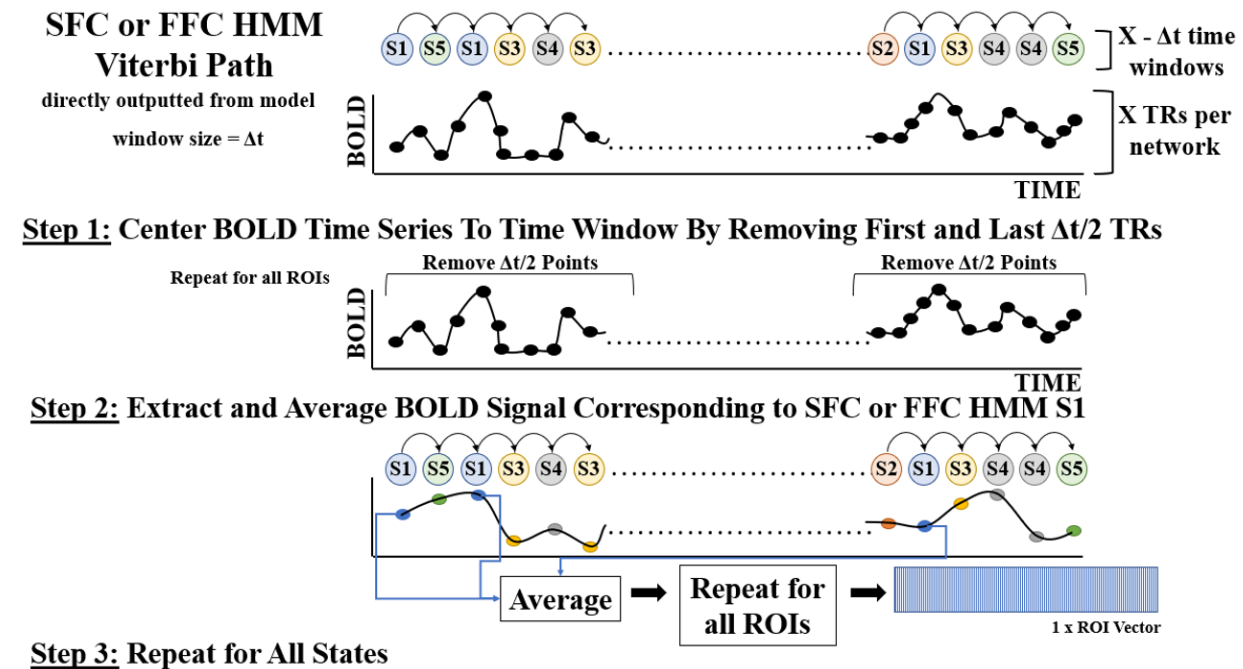 SFC or FFC HMM
Viterbi Path
directly outputted from model
window size = Δt
S1 S5 S1 S3 S4 S3 S2 S1 S3 S4 S4 S5
X - Δt time
windows
BOLD
X TRs per
network
TIME
Step 1: Center BOLD Time Series To Time Window By Removing First and Last Δt/2 TRs
Repeat for all ROIs
Remove Δt/2 Points
Remove Δt/2 Points
BOLD
TIME
Step 2: Extract and Average BOLD Signal Corresponding to SFC or FFC HMM S1
S1 S5 S1 S3 S4 S3 S2 S1 S3 S4 S4 S5
Average
Repeat for
all ROIs
1 x ROI Vector
Step 3: Repeat for All States